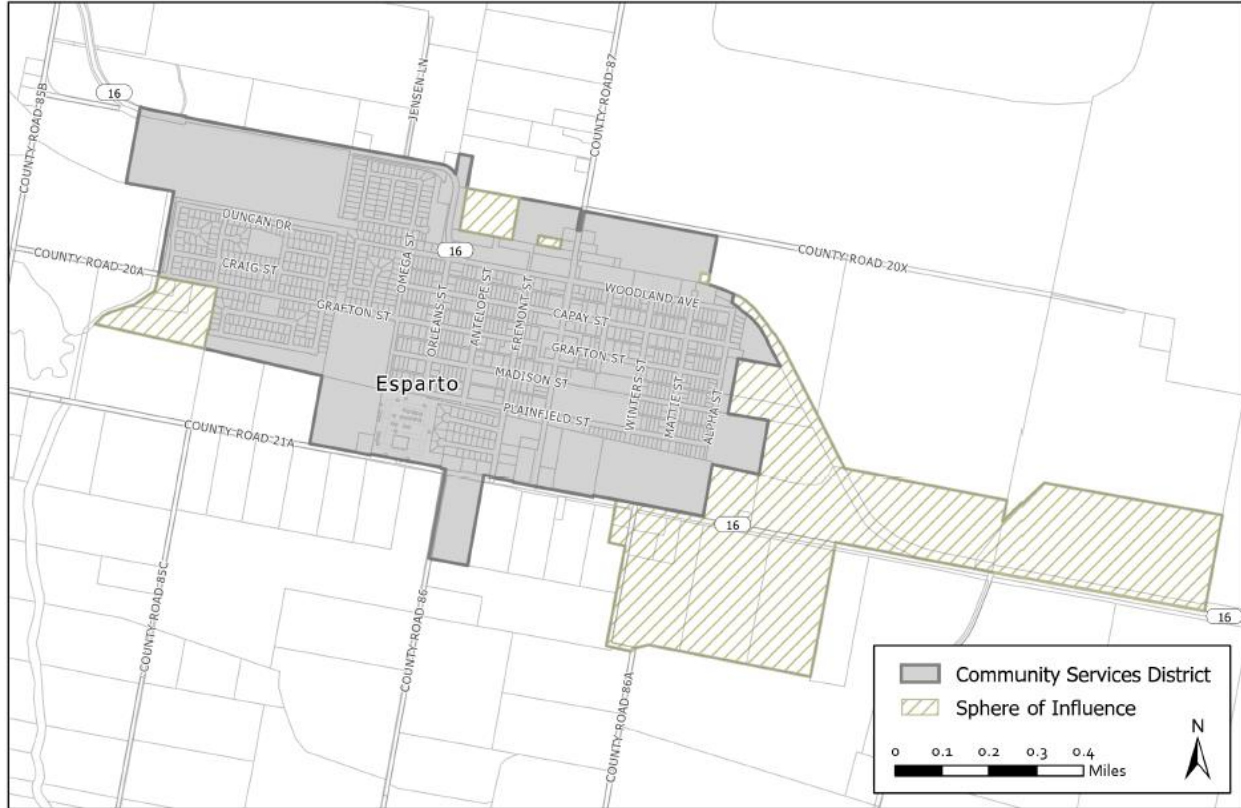 COUNTY ROAD 85B
16
JENSEN LN
COUNTY ROAD 87
DUNCAN DR
COUNTY ROAD 20A
CRAIG ST
OMEGA ST
16
COUNTY ROAD 20X
GRAFTON ST
ORLEANS ST
ANTELOPE ST
FREMONT ST
WOODLAND AVE
CAPAY ST
GRAFTON ST
MADISON ST
Esparto
PLAINFIELD ST
WINTERS ST
MATTIE ST
ALPHA ST
COUNTY ROAD 21A
16
COUNTY ROAD 85C
COUNTY ROAD 86
COUNTY ROAD 86A
16
Community Services District
Sphere of Influence
N
0 0.1 0.2 0.3 0.4
Miles